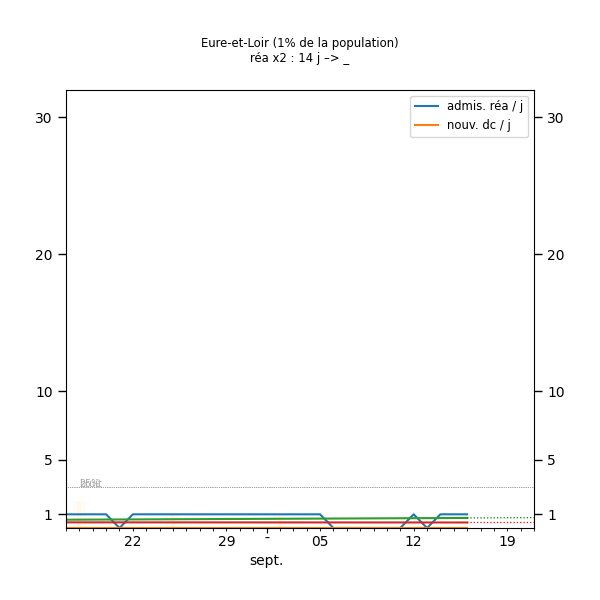 Eure-et-Loir (1% de la population)
réa x2 : 14 j –> _
admis. réa / j
nouv. dc / j
30 30
20 20
10 10
5 5
1 1
22 29 - 05 12 19
sept.